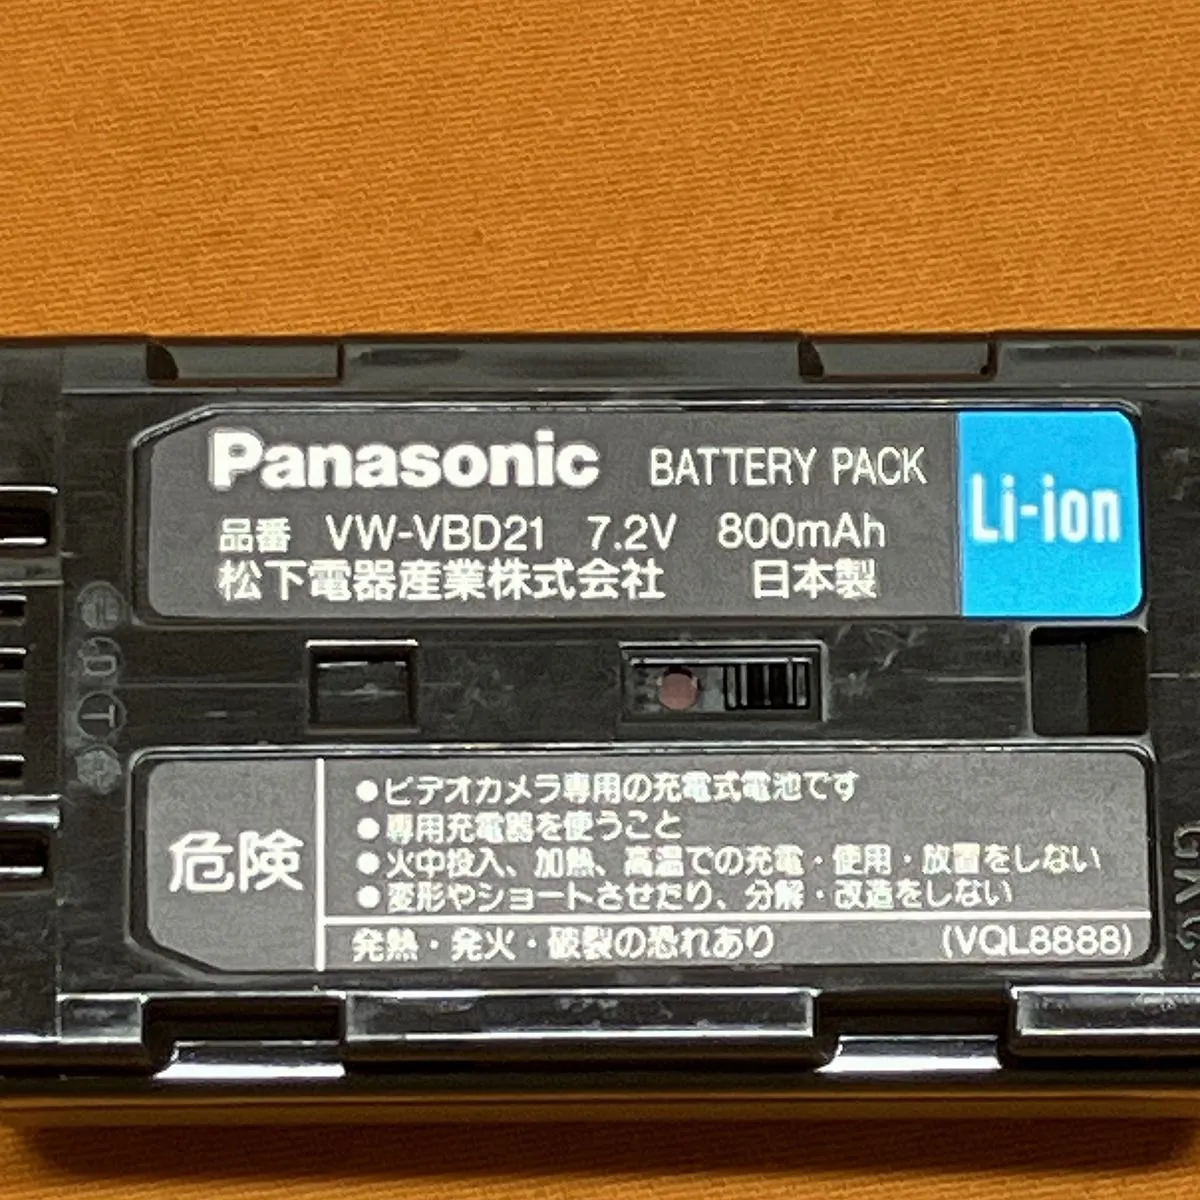 Panasonic BATTERY PACK
Li-ion
品番 VW-VBD21 7.2V 800mAh
松下電器産業株式会社 日本製
危険
●ビデオカメラ専用の充電式電池です
●専用充電器を使うこと
●火中投入、加熱、高温での充電・使用・放置をしない
●変形やショートさせたり、分解・改造をしない
発熱・発火・破裂の恐れあり (VQL8888)